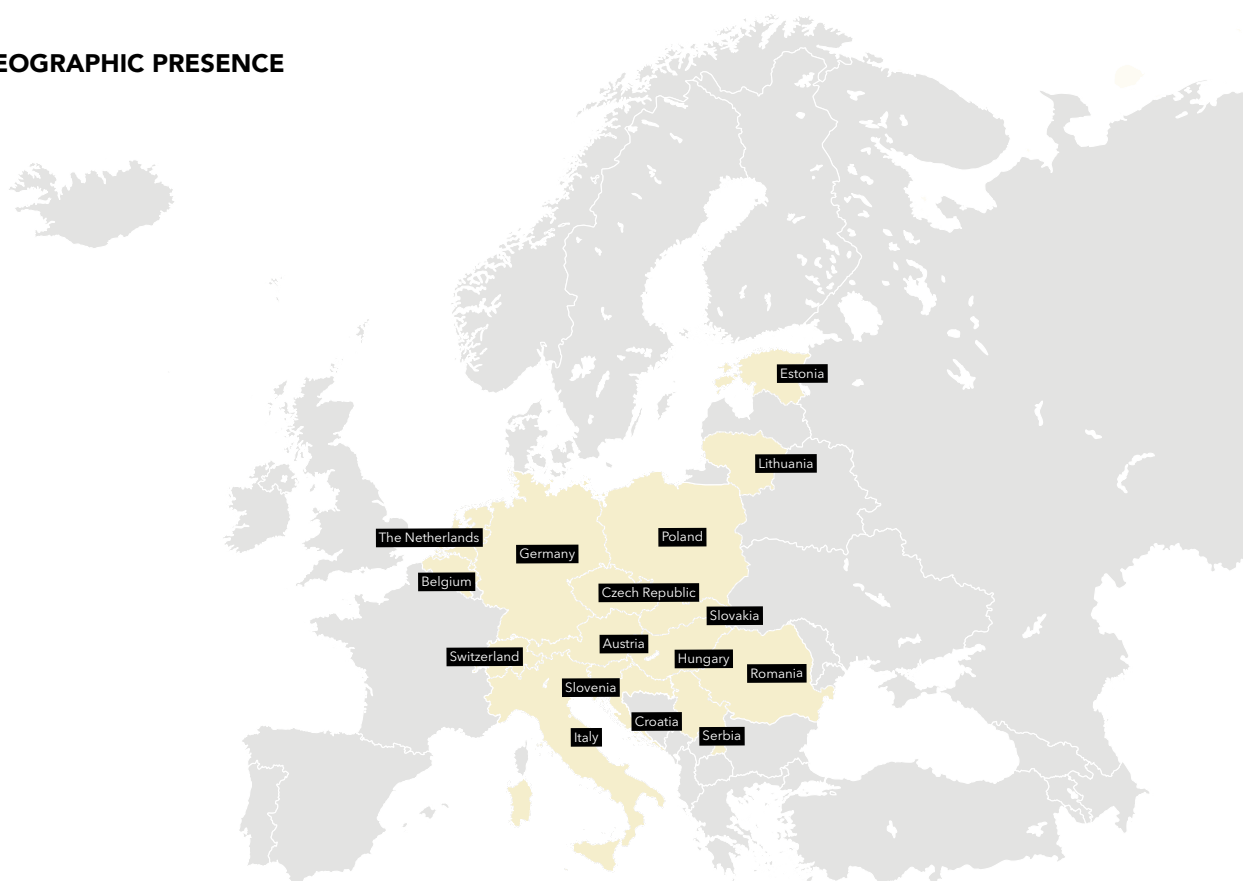 EOGRAPHIC PRESENCE
Estonia
Lithuania
The Netherlands
Poland
Germany
Belgium
Czech Republic
Slovakia
Austria
Switzerland
Hungary
Romania
Slovenia
Croatia
Serbia
Italy